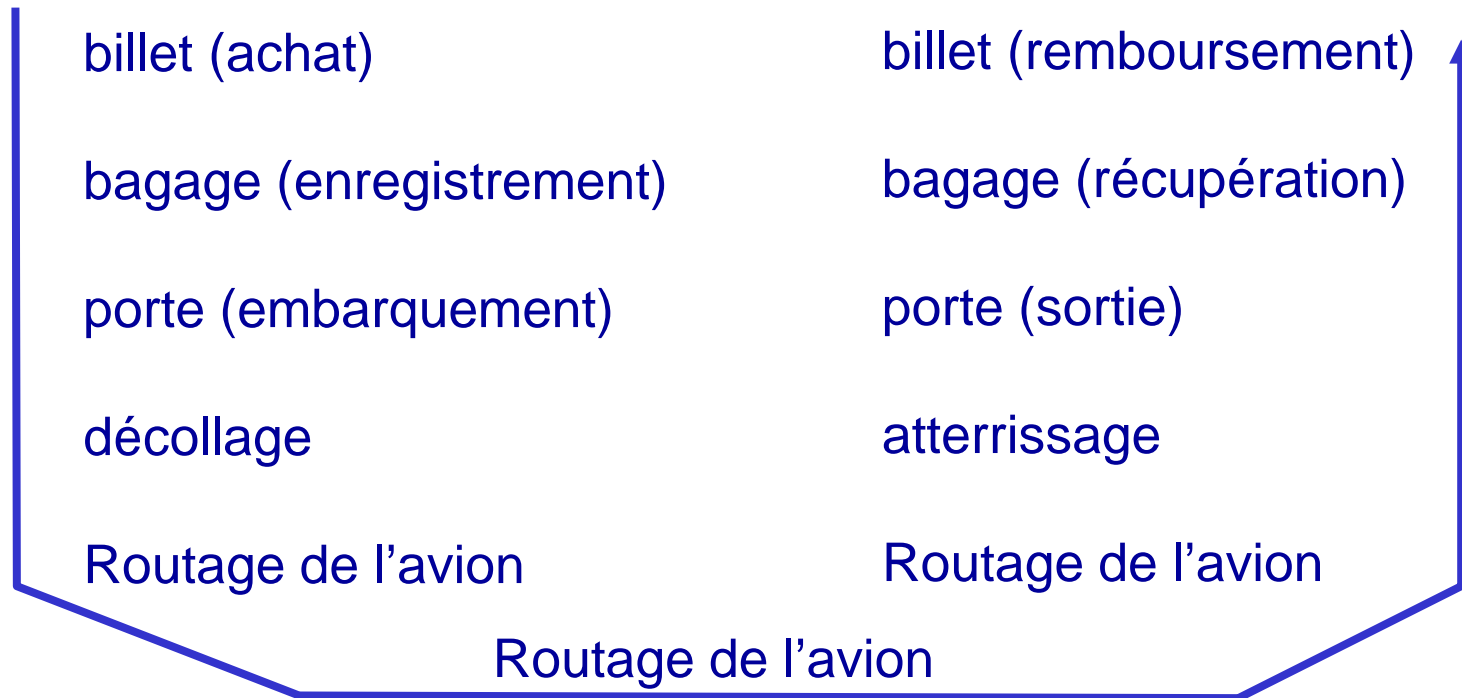 billet (achat)
billet (remboursement)
bagage (enregistrement)
bagage (récupération)
porte (embarquement)
porte (sortie)
décollage
atterrissage
Routage de l’avion
Routage de l’avion
Routage de l’avion